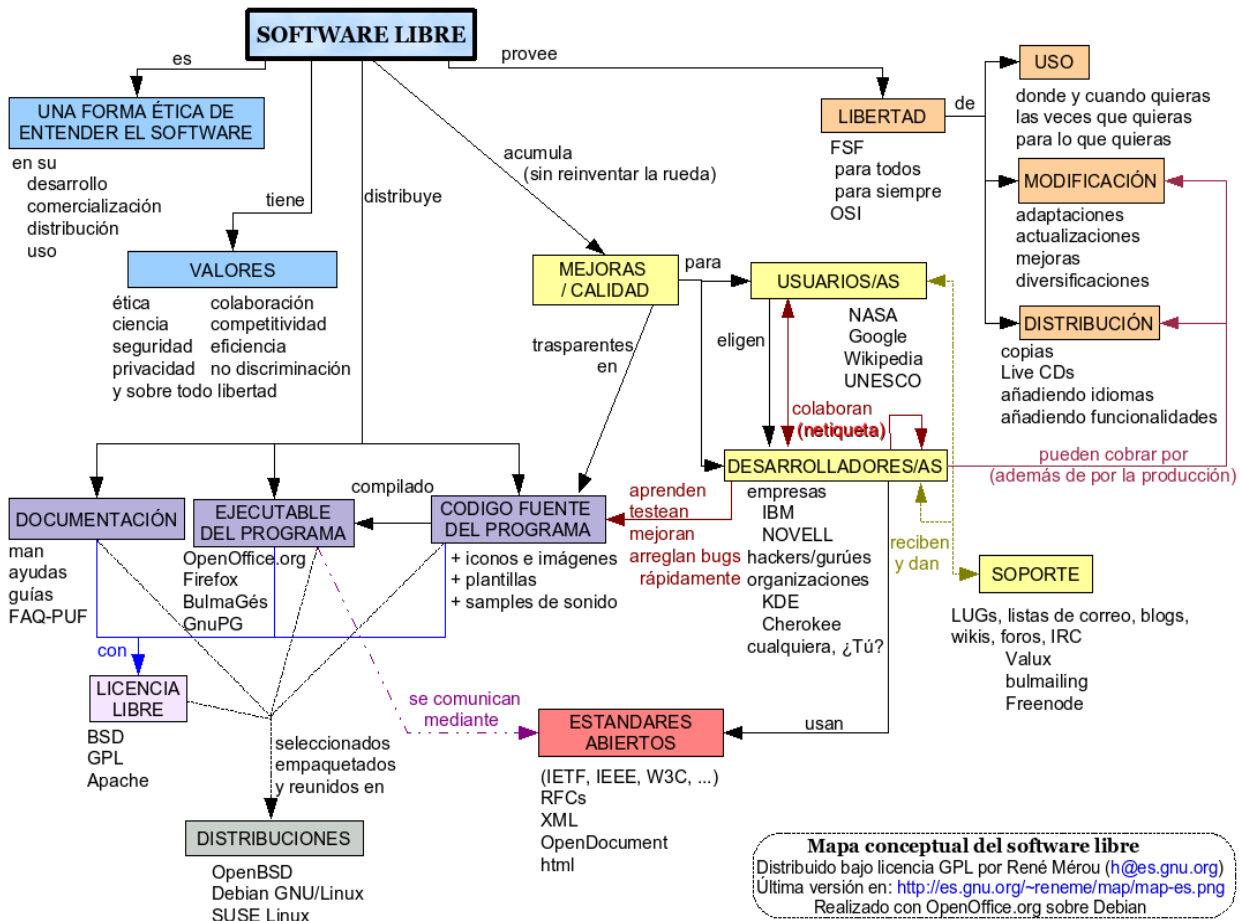 SOFTWARE LIBRE
es
provee
UNA FORMA ÉTICA DE
ENTENDER EL SOFTWARE
en su
desarrollo
comercialización
distribución
uso
tiene
VALORES
ética colaboración
ciencia competitividad
seguridad eficiencia
privacidad no discriminación
y sobre todo libertad
distribuye
acumula
(sin reinventar la rueda)
MEJORAS
/ CALIDAD
para
trasparentes
en
LIBERTAD
de
FSF
para todos
para siempre
OSI
USO
donde y cuando quieras
las veces que quieras
para lo que quieras
MODIFICACIÓN
adaptaciones
actualizaciones
mejoras
diversificaciones
DISTRIBUCIÓN
copias
Live CDs
añadiendo idiomas
añadiendo funcionalidades
USUARIOS/AS
NASA
Google
Wikipedia
UNESCO
eligen
colaboran
(netiqueta)
DESARROLLADORES/AS
empresas
IBM
NOVELL
hackers/gurúes
organizaciones
KDE
Cherokee
cualquiera, ¿Tú?
pueden cobrar por
(además de por la producción)
aprenden
testean
mejoran
arreglan bugs
rápidamente
reciben
y dan
SOPORTE
LUGs, listas de correo, blogs,
wikis, foros, IRC
Valux
bulmailing
Freenode
DOCUMENTACIÓN
man
ayudas
guías
FAQ-PUF
EJECUTABLE
DEL PROGRAMA
OpenOffice.org
Firefox
BulmaGés
GnuPG
compilado
CODIGO FUENTE
DEL PROGRAMA
+ iconos e imágenes
+ plantillas
+ samples de sonido
con
LICENCIA
LIBRE
BSD
GPL
Apache
se comunican
mediante
usan
ESTANDARES
ABIERTOS
(IETF, IEEE, W3C, ...)
RFCs
XML
OpenDocument
html
seleccionados
empaquetados
y reunidos en
DISTRIBUCIONES
OpenBSD
Debian GNU/Linux
SUSE Linux
Mapa conceptual del software libre
Distribuido bajo licencia GPL por René Mérou (h@es.gnu.org)
Última versión en: http://es.gnu.org/~reneme/map/map-es.png
Realizado con OpenOffice.org sobre Debian